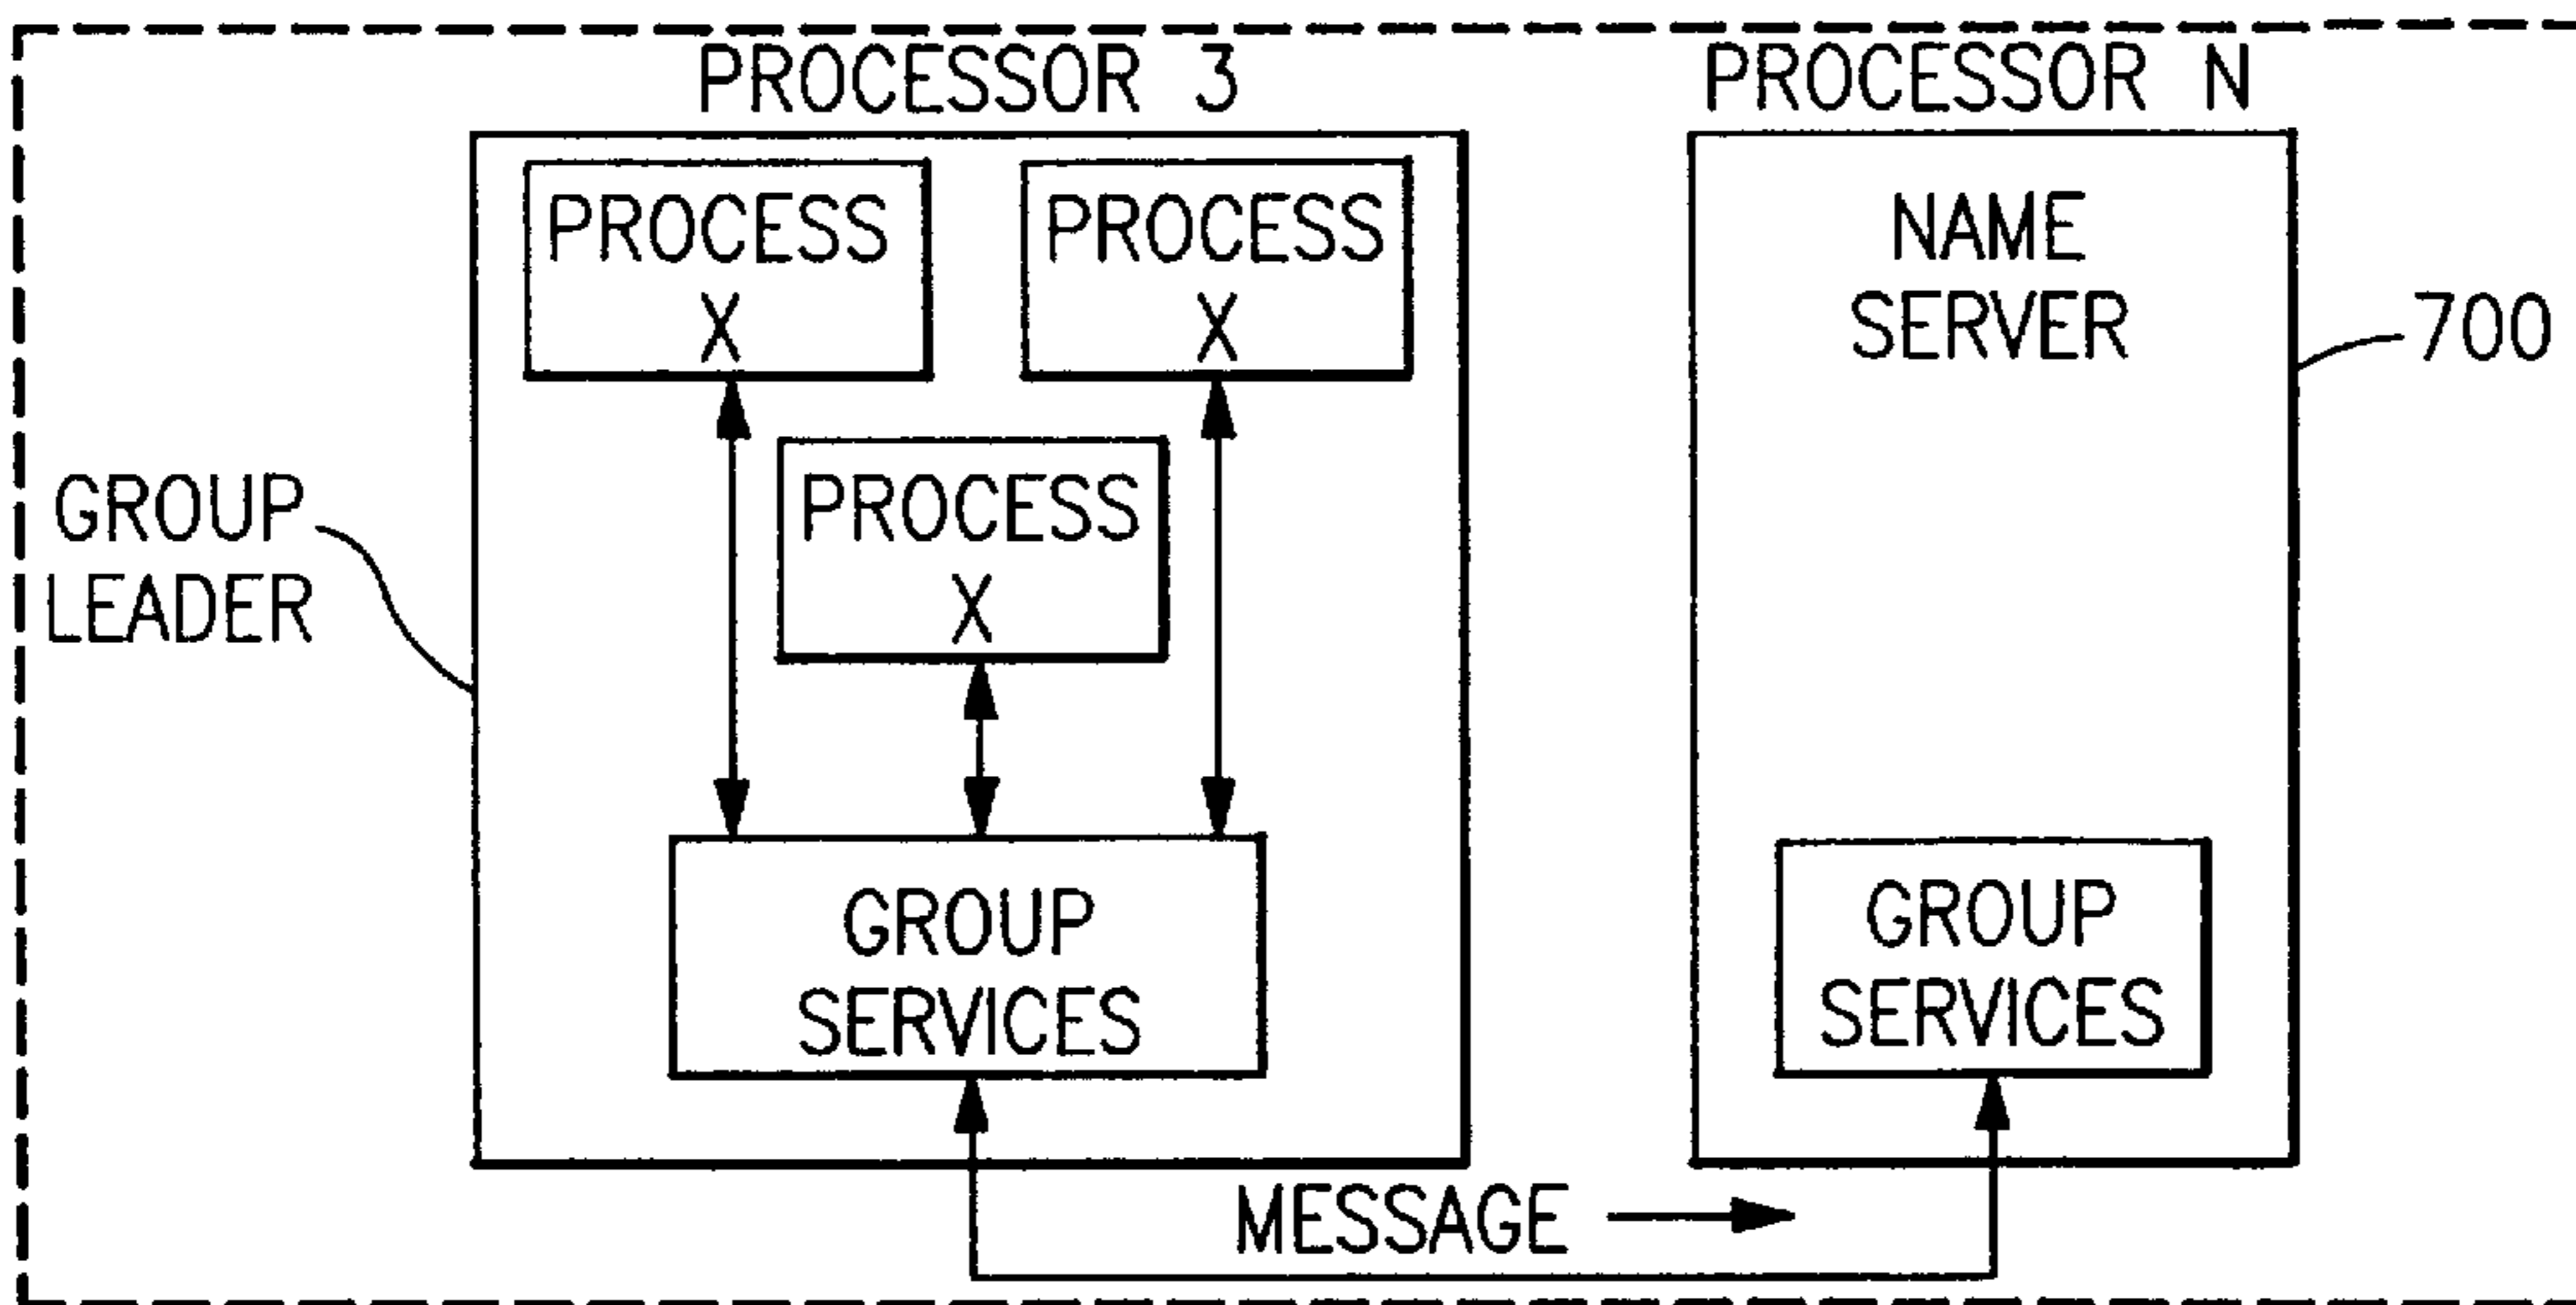 PROCESSOR 3
PROCESSOR N
PROCESS
X
PROCESS
X
NAME
SERVER
700
PROCESS
X
GROUP
LEADER
GROUP
SERVICES
GROUP
SERVICES
MESSAGE